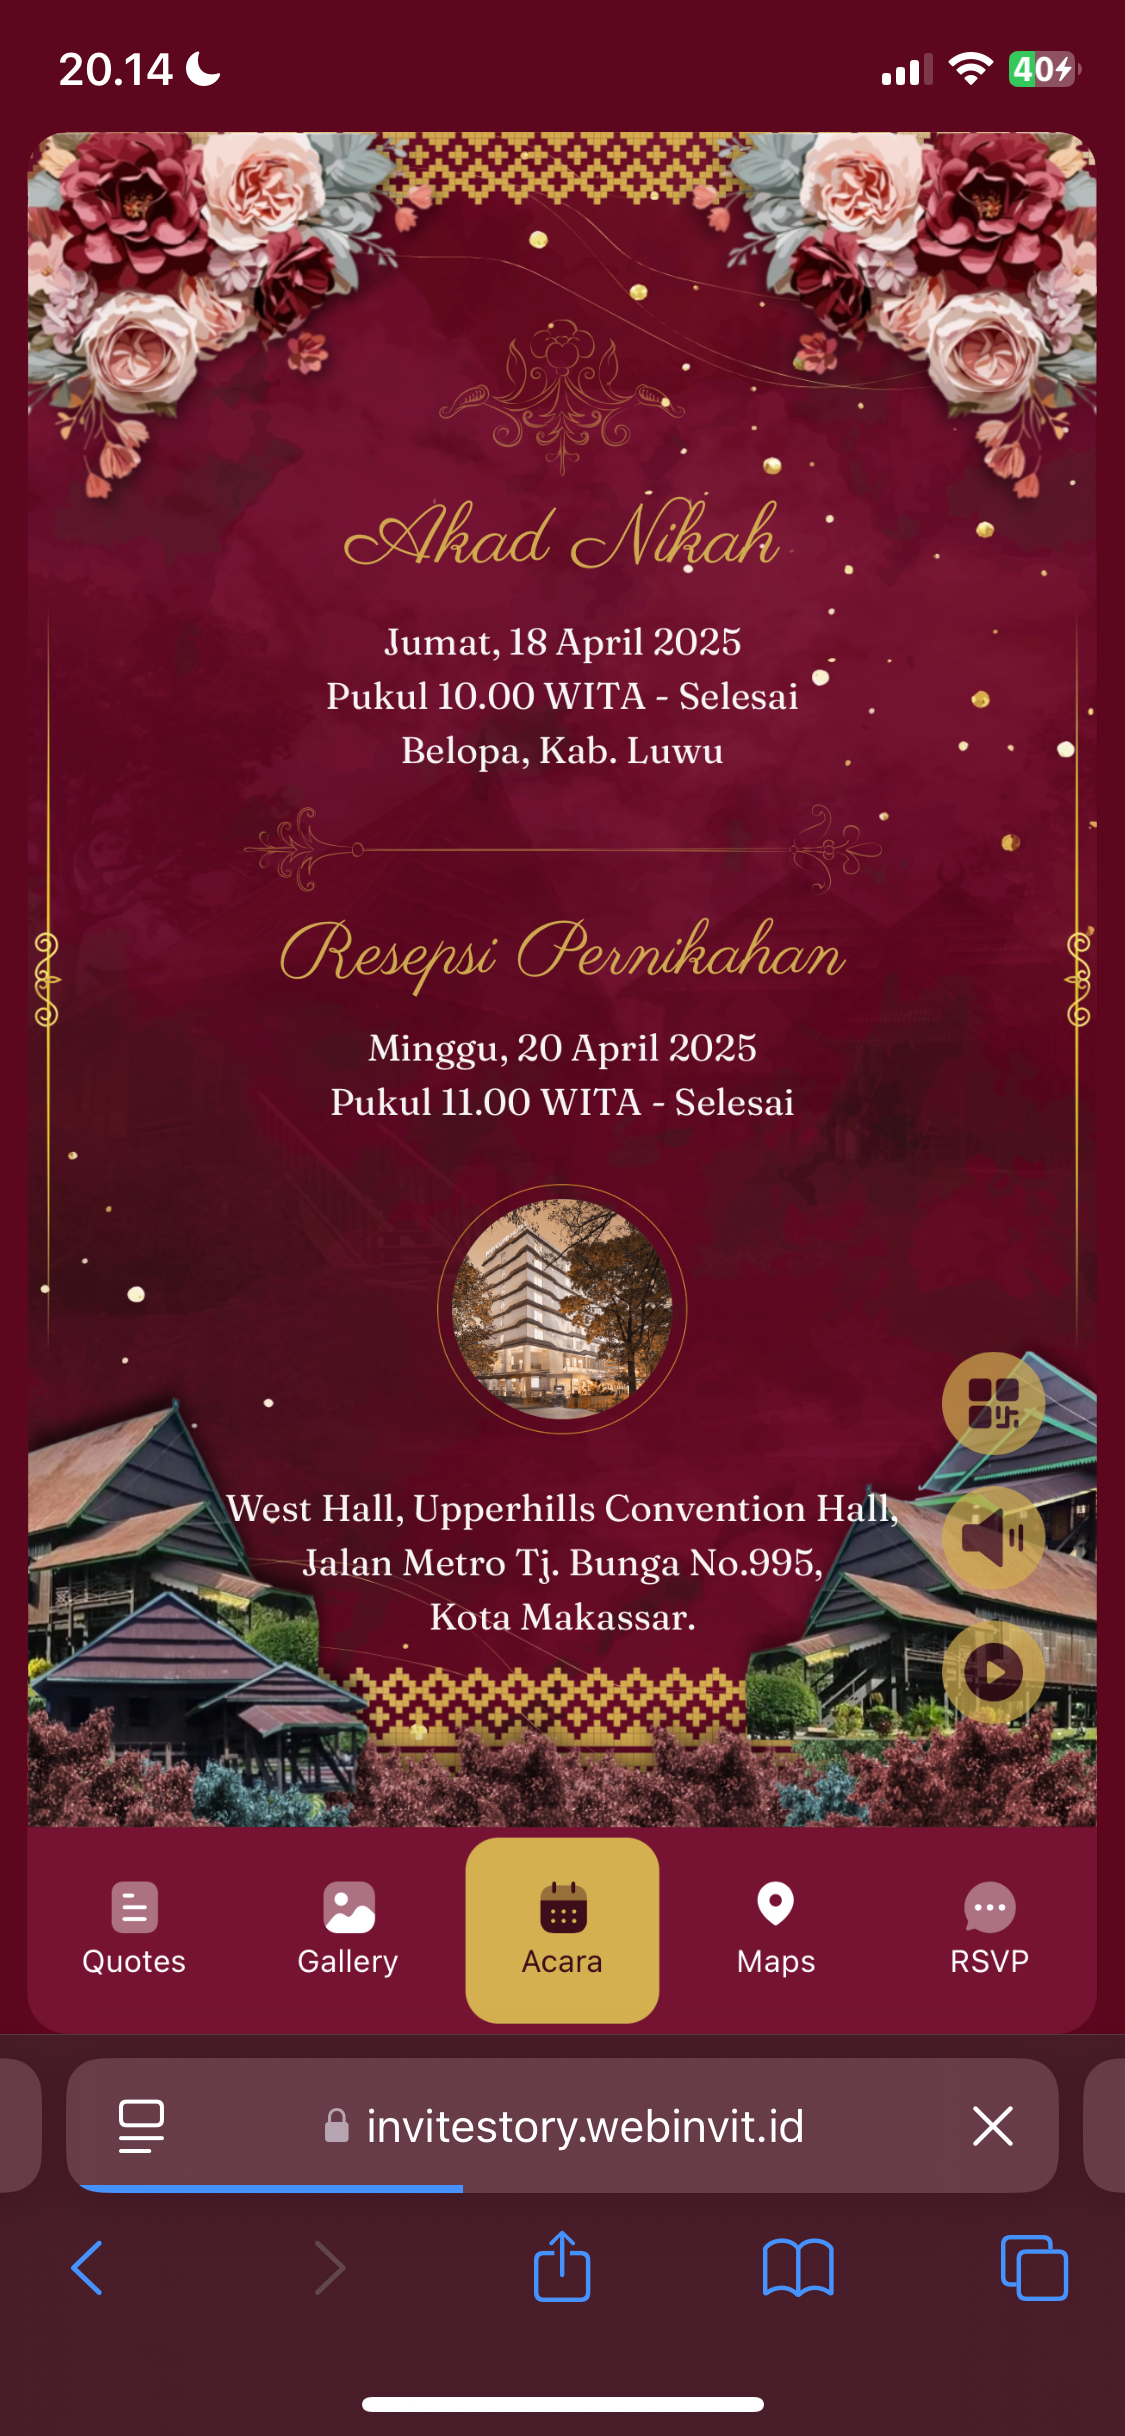 20.14
40
Akad Nikah
Jumat, 18 April 2025
Pukul 10.00 WITA - Selesai
Belopa, Kab. Luwu
Resepsi Pernikahan
Minggu, 20 April 2025
Pukul 11.00 WITA - Selesai
West Hall, Upperhills Convention Hall,
Jalan Metro Tj. Bunga No.995,
Kota Makassar.
Quotes
Gallery
Acara
Maps
RSVP
invitestory.webinvit.id